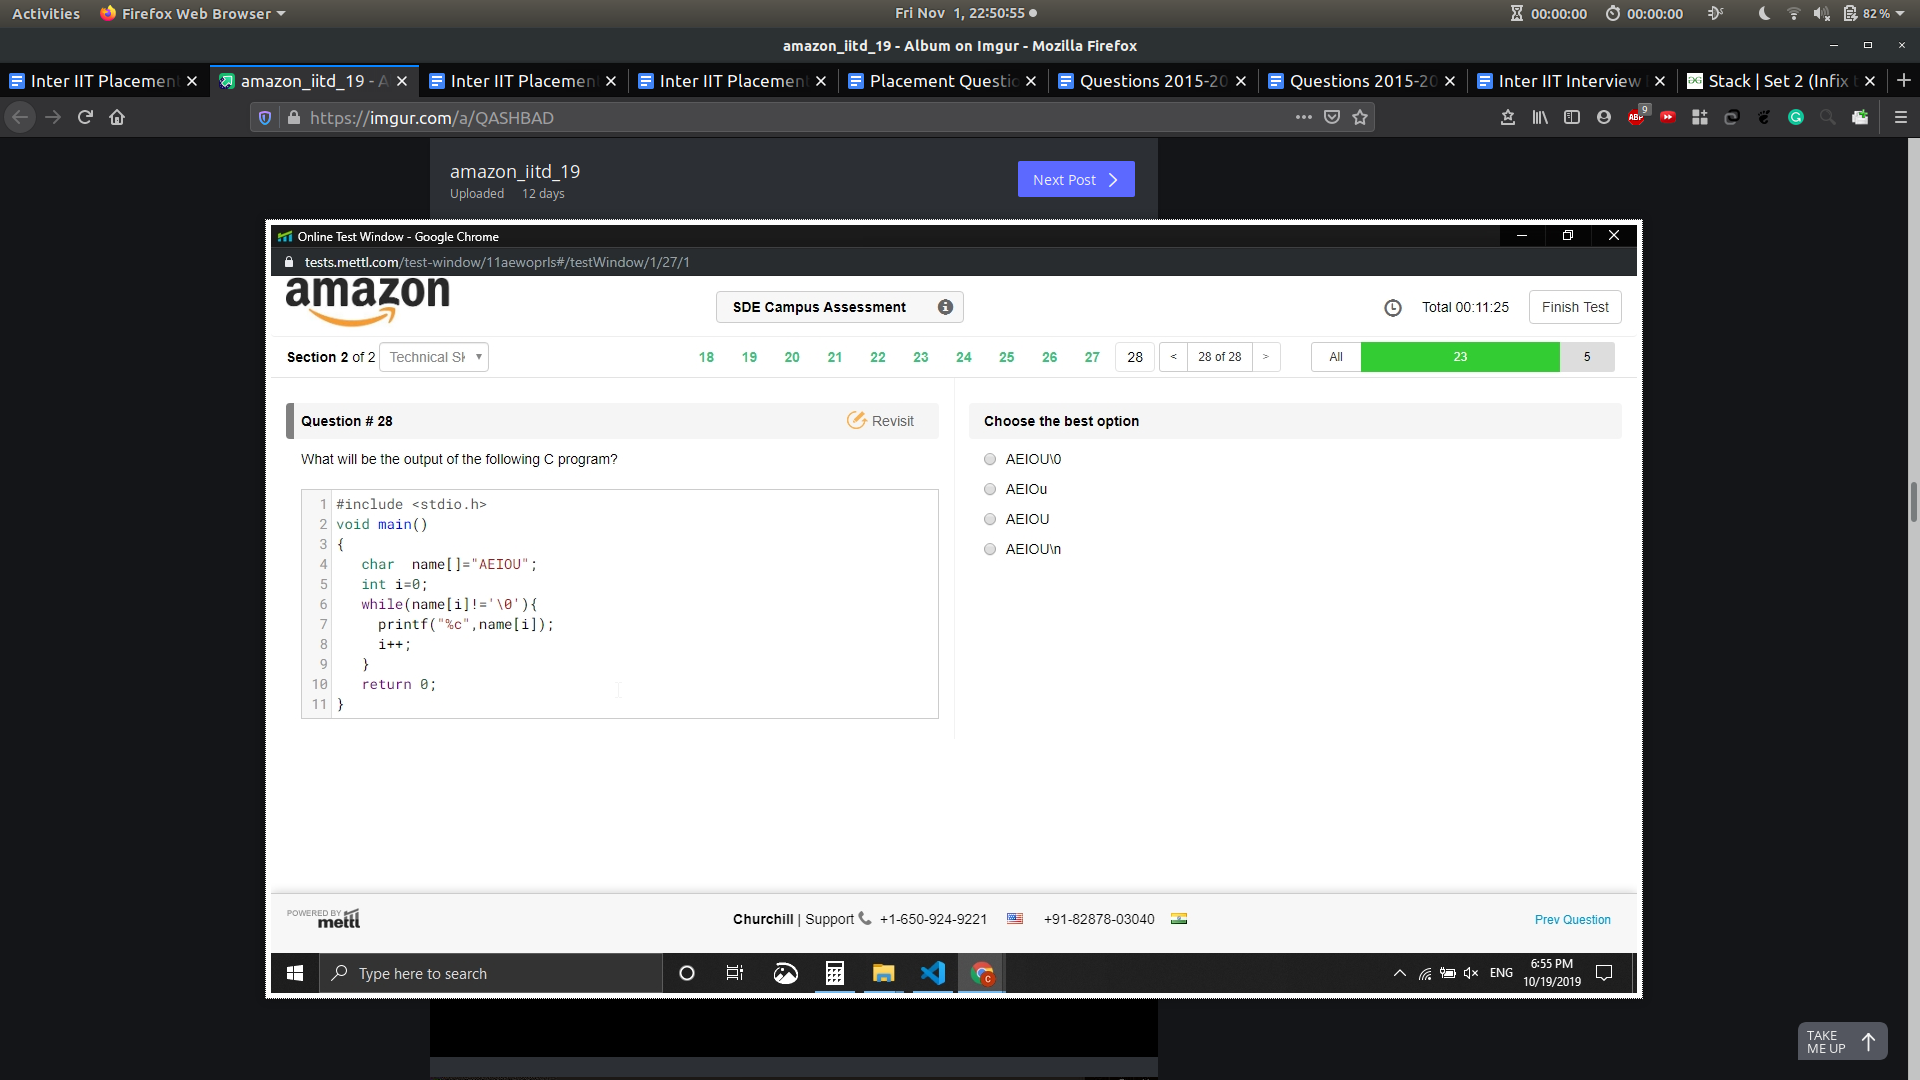 Activities
Firefox Web Browser
Fri Nov 1, 22:50:55
00:00:00
00:00:00
82 %
amazon_iitd_19 - Album on Imgur - Mozilla Firefox
Inter IIT Placemen
amazon_iitd_19 - A
Inter IIT Placemen
Inter IIT Placemen
Placement Questio
Questions 2015-20
Questions 2015-20
Inter IIT Interview
Stack | Set 2 (Infix t
https://imgur.com/a/QASHBAD
ABP
9
amazon_iitd_19
Uploaded 12 days
Next Post
Online Test Window - Google Chrome
tests.mettl.com/test-window/11aewoprls#/testWindow/1/27/1
amazon
SDE Campus Assessment
Total 00:11:25
Finish Test
Section 2 of 2
Technical Sk
18 19 20 21 22 23 24 25 26 27 28
< 28 of 28 >
All 23 5
Question # 28
Revisit
What will be the output of the following C program?
1 #include <stdio.h>
2 void main()
3 {
4 char name[]="AEIOU";
5 int i=0;
6 while(name[i]!='\0'){
7 printf("%c",name[i]);
8 i++;
9 }
10 return 0;
11 }
Choose the best option
AEIOU\0
AEIOu
AEIOU
AEIOU\n
POWERED BY
mettl
Churchill | Support +1-650-924-9221 +91-82878-03040
Prev Question
Type here to search
C
ENG
6:55 PM
10/19/2019
TAKE
ME UP